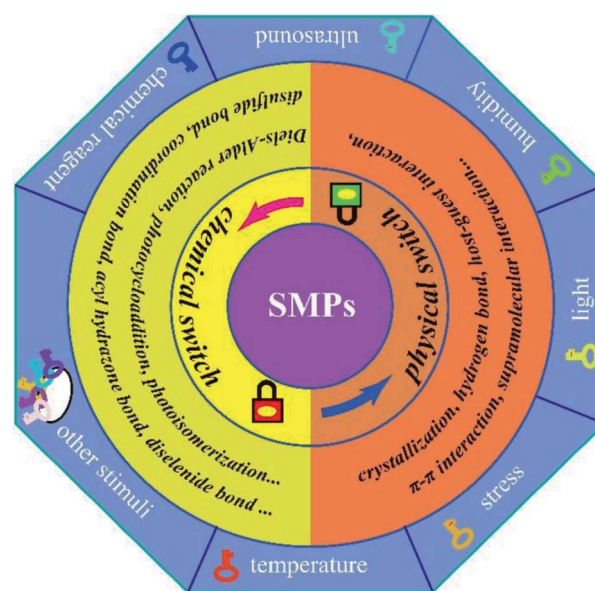 ultrasound
humidity
light
stress
temperature
other stimuli
chemical reagent
disulfide bond, coordination bond, acyl hydrazone bond, diselenide bond ...
Diels-Alder reaction, photocycloaddition, photoisomerization...
crystallization, hydrogen bond, host-guest interaction,
π-π interaction, supramolecular interaction...
chemical switch
physical switch
SMPs